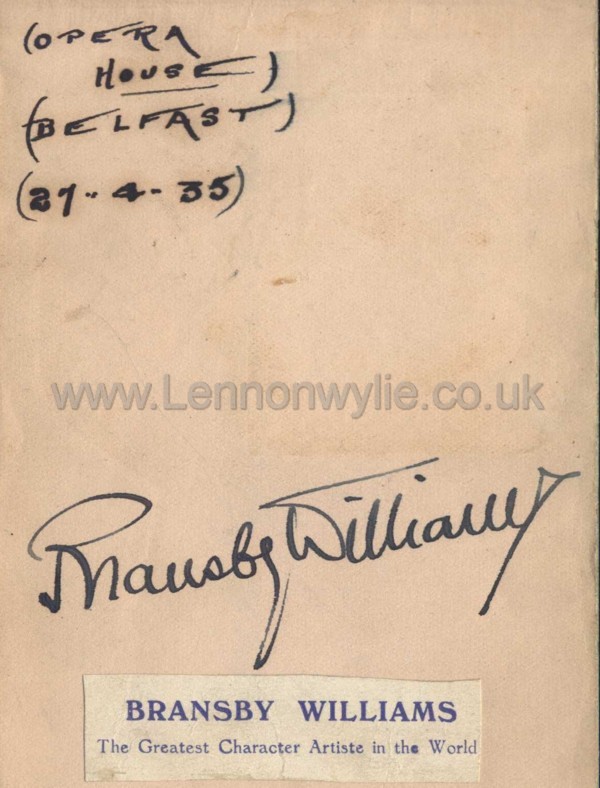 (OPERA
HOUSE)
(BELFAST)
(27-4-35)
www.Lennonwylie.co.uk
Bransby Williams
BRANSBY WILLIAMS
The Greatest Character Artiste in the World